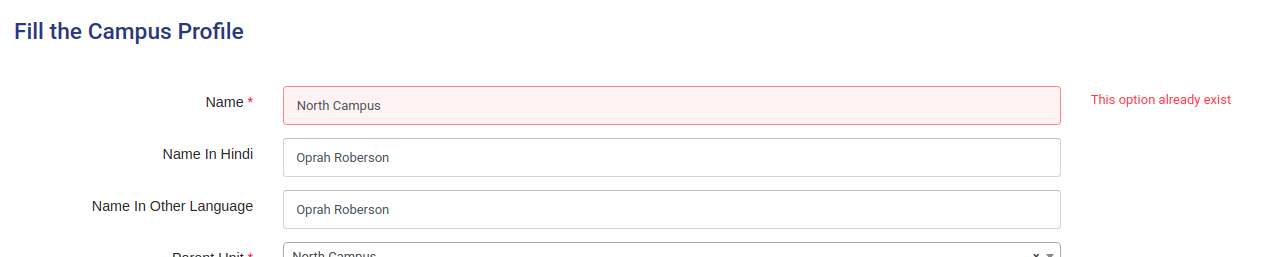 Fill the Campus Profile
Name * North Campus This option already exist
Name In Hindi Oprah Roberson
Name In Other Language Oprah Roberson
Parent Unit * North Campus ×